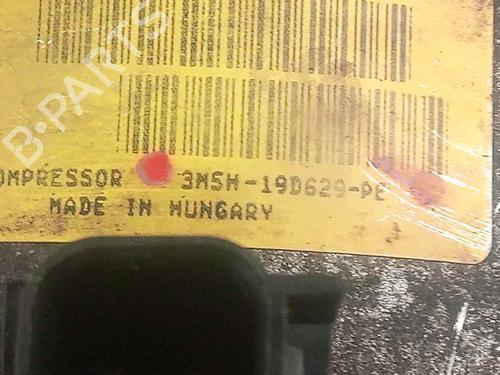 B-PARTS
OMPRESSOR 3M5H-19D629-PE
MADE IN HUNGARY